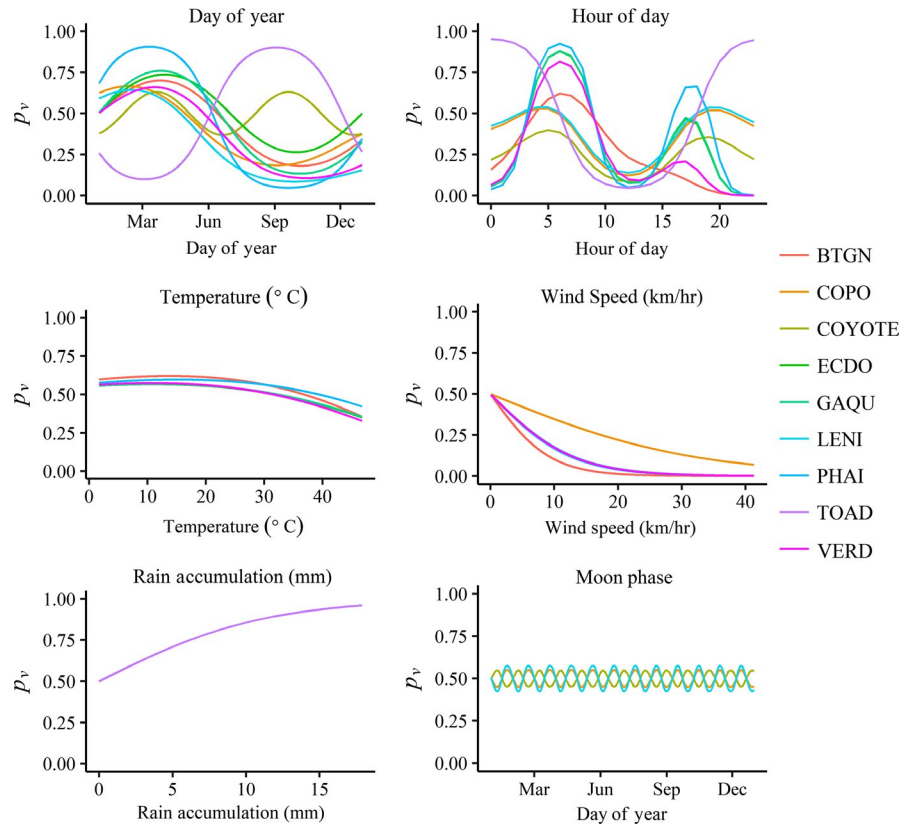 Day of year
Hour of day
1.00
0.75
0.50
0.25
0.00
pv
Mar
Jun
Sep
Dec
Day of year
1.00
0.75
0.50
0.25
0.00
pv
0
5
10
15
20
Hour of day
Temperature (° C)
Wind Speed (km/hr)
1.00
0.75
0.50
0.25
0.00
pv
0
10
20
30
40
Temperature (° C)
1.00
0.75
0.50
0.25
0.00
pv
0
10
20
30
40
Wind speed (km/hr)
Rain accumulation (mm)
Moon phase
1.00
0.75
0.50
0.25
0.00
pv
0
5
10
15
Rain accumulation (mm)
1.00
0.75
0.50
0.25
0.00
pv
Mar
Jun
Sep
Dec
Day of year
BTGN
COPO
COYOTE
ECDO
GAQU
LENI
PHAI
TOAD
VERD